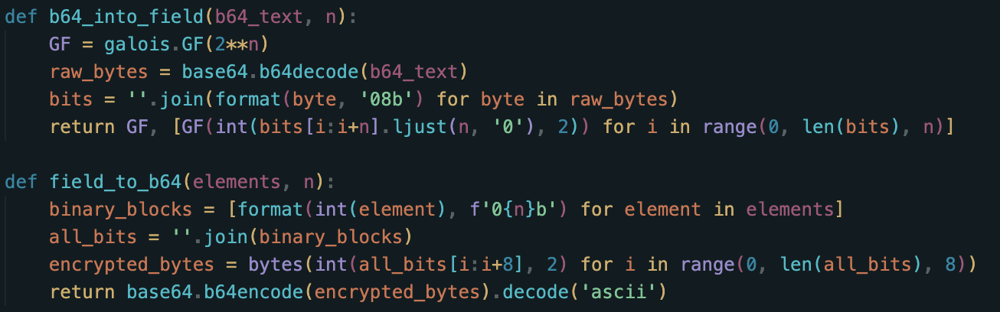 def b64_into_field(b64_text, n):
    GF = galois.GF(2**n)
    raw_bytes = base64.b64decode(b64_text)
    bits = ''.join(format(byte, '08b') for byte in raw_bytes)
    return GF, [GF(int(bits[i:i+n].ljust(n, '0'), 2)) for i in range(0, len(bits), n)]

def field_to_b64(elements, n):
    binary_blocks = [format(int(element), f'0{n}b') for element in elements]
    all_bits = ''.join(binary_blocks)
    encrypted_bytes = bytes(int(all_bits[i:i+8], 2) for i in range(0, len(all_bits), 8))
    return base64.b64encode(encrypted_bytes).decode('ascii')